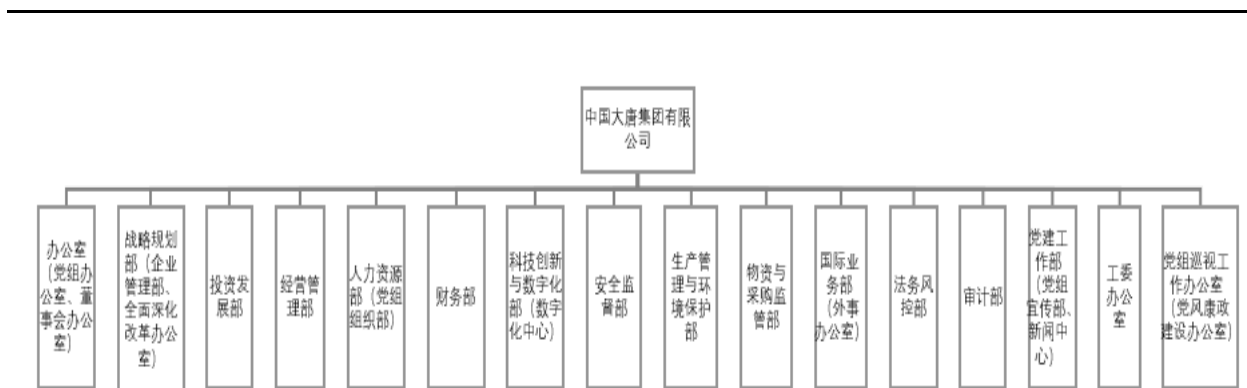 中国大唐集团有限
公司
办公室
（党组办
公室、董
事会办公
室）
战略规划
部（企业
管理部、
全面深化
改革办公
室）
投资发
展部
经营管
理部
人力资源
部（党组
组织部）
财务部
科技创新
与数字化
部（数字
化中心）
安全监
督部
生产管
理与环
境保护
部
物资与
采购监
管部
国际业
务部
（外事
办公室）
法务风
控部
审计部
党建工
作部
（党组
宣传部、
新闻中
心）
工委
办公
室
党组巡视工
作办公室
（党风康政
建设办公室）